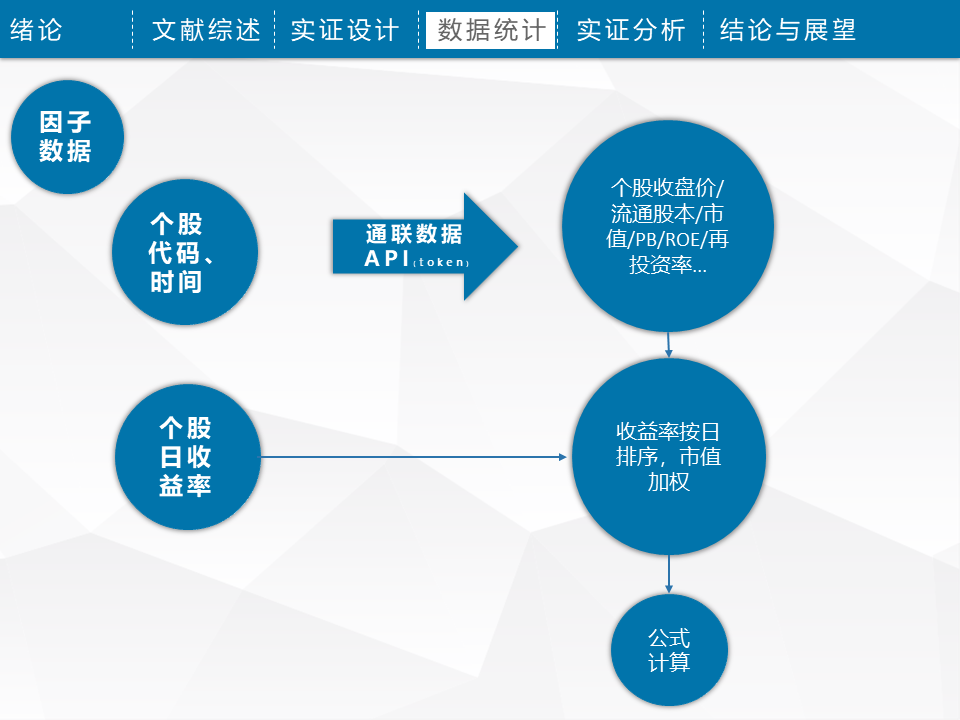 绪论
文献综述
实证设计
数据统计
实证分析
结论与展望
因子
数据
个股
代码、
时间
通联数据
API(token)
个股收盘价/
流通股本/市
值/PB/ROE/再
投资率...
个股
日收
益率
收益率按日
排序，市值
加权
公式
计算